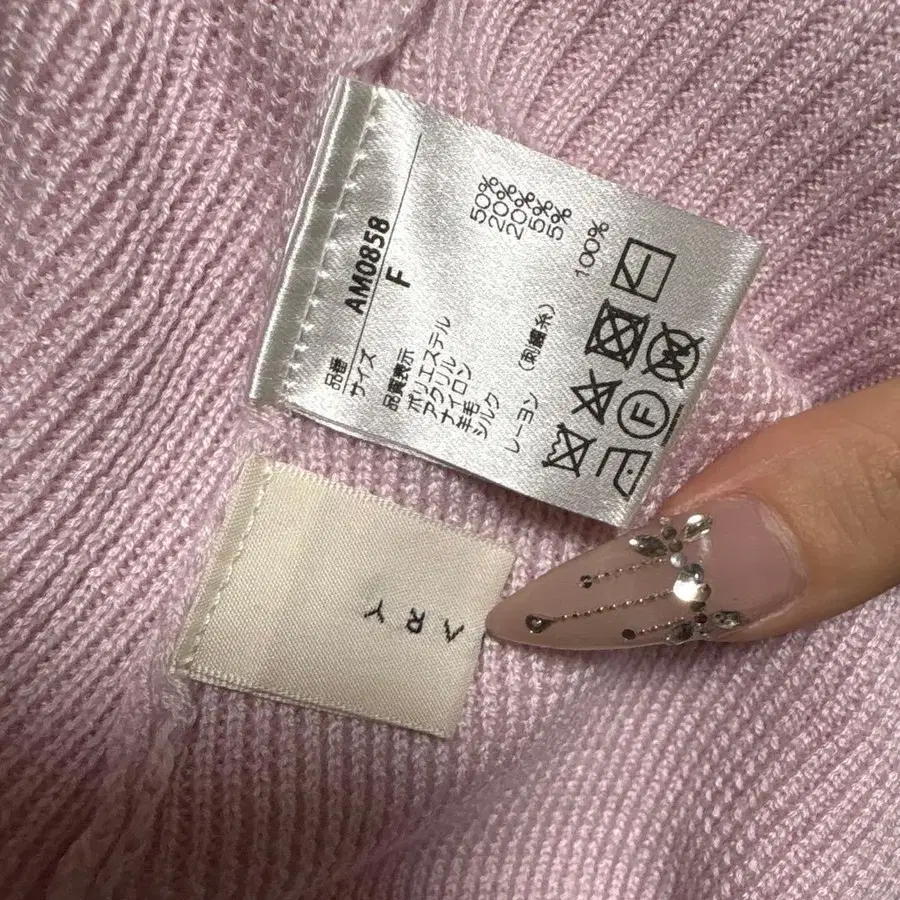 品番 AM0858
サイズ F
品質表示
ポリエステル 50%
アクリル 20%
ナイロン 20%
羊毛 5%
シルク 5%
(刺繍糸)
レーヨン 100%
F
W